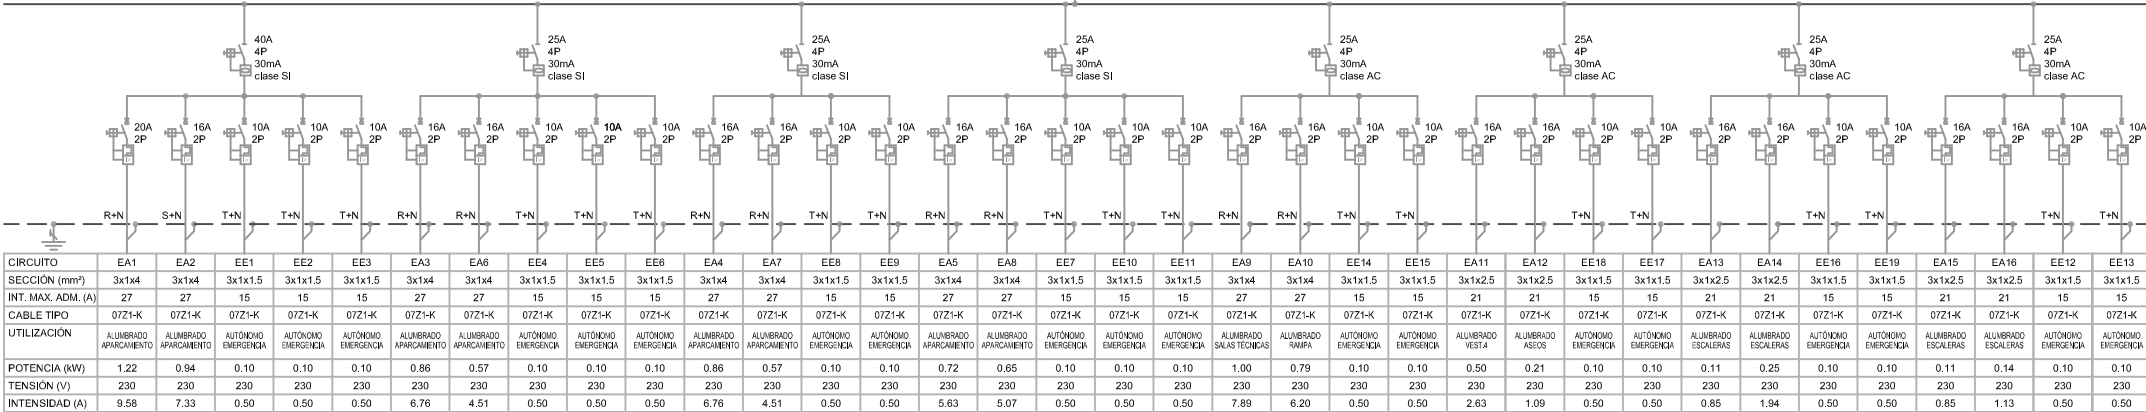 40A 25A 25A 25A 25A 25A 25A 25A
4P 4P 4P 4P 4P 4P 4P 4P
30mA 30mA 30mA 30mA 30mA 30mA 30mA 30mA
clase SI clase SI clase SI clase SI clase AC clase AC clase AC clase AC
20A 16A 10A 10A 10A 16A 16A 10A 10A 10A 16A 16A 10A 10A 16A 16A 10A 10A 10A 16A 16A 10A 10A 16A 16A 10A 10A 16A 16A 10A 10A 16A 16A 10A 10A
2P 2P 2P 2P 2P 2P 2P 2P 2P 2P 2P 2P 2P 2P 2P 2P 2P 2P 2P 2P 2P 2P 2P 2P 2P 2P 2P 2P 2P 2P 2P 2P 2P 2P 2P
R+N S+N T+N T+N T+N R+N R+N T+N T+N T+N R+N R+N T+N T+N R+N R+N T+N T+N T+N R+N R+N T+N T+N T+N T+N T+N T+N T+N T+N
CIRCUITO EA1 EA2 EE1 EE2 EE3 EA3 EA6 EE4 EE5 EE6 EA4 EA7 EE8 EE9 EA5 EA8 EE7 EE10 EE11 EA9 EA10 EE14 EE15 EA11 EA12 EE18 EE17 EA13 EA14 EE16 EE19 EA15 EA16 EE12 EE13
SECCIÓN (mm²) 3x1x4 3x1x4 3x1x1.5 3x1x1.5 3x1x1.5 3x1x4 3x1x4 3x1x1.5 3x1x1.5 3x1x1.5 3x1x4 3x1x4 3x1x1.5 3x1x1.5 3x1x4 3x1x4 3x1x1.5 3x1x1.5 3x1x1.5 3x1x4 3x1x4 3x1x1.5 3x1x1.5 3x1x2.5 3x1x2.5 3x1x1.5 3x1x1.5 3x1x2.5 3x1x2.5 3x1x1.5 3x1x1.5 3x1x2.5 3x1x2.5 3x1x1.5 3x1x1.5
INT. MAX. ADM. (A) 27 27 15 15 15 27 27 15 15 15 27 27 15 15 27 27 15 15 15 27 27 15 15 21 21 15 15 21 21 15 15 21 21 15 15
CABLE TIPO 07Z1-K 07Z1-K 07Z1-K 07Z1-K 07Z1-K 07Z1-K 07Z1-K 07Z1-K 07Z1-K 07Z1-K 07Z1-K 07Z1-K 07Z1-K 07Z1-K 07Z1-K 07Z1-K 07Z1-K 07Z1-K 07Z1-K 07Z1-K 07Z1-K 07Z1-K 07Z1-K 07Z1-K 07Z1-K 07Z1-K 07Z1-K 07Z1-K 07Z1-K 07Z1-K 07Z1-K 07Z1-K 07Z1-K 07Z1-K 07Z1-K
UTILIZACIÓN ALUMBRADO ALUMBRADO AUTÓNOMO AUTÓNOMO AUTÓNOMO ALUMBRADO ALUMBRADO AUTÓNOMO AUTÓNOMO AUTÓNOMO ALUMBRADO ALUMBRADO AUTÓNOMO AUTÓNOMO ALUMBRADO ALUMBRADO AUTÓNOMO AUTÓNOMO AUTÓNOMO ALUMBRADO ALUMBRADO AUTÓNOMO AUTÓNOMO ALUMBRADO ALUMBRADO AUTÓNOMO AUTÓNOMO ALUMBRADO ALUMBRADO AUTÓNOMO AUTÓNOMO ALUMBRADO ALUMBRADO AUTÓNOMO AUTÓNOMO
APARCAMIENTO APARCAMIENTO EMERGENCIA EMERGENCIA EMERGENCIA APARCAMIENTO APARCAMIENTO EMERGENCIA EMERGENCIA EMERGENCIA APARCAMIENTO APARCAMIENTO EMERGENCIA EMERGENCIA APARCAMIENTO APARCAMIENTO EMERGENCIA EMERGENCIA EMERGENCIA SALAS TÉCNICAS RAMPA EMERGENCIA EMERGENCIA VEST.4 ASEOS EMERGENCIA EMERGENCIA ESCALERAS ESCALERAS EMERGENCIA EMERGENCIA ESCALERAS ESCALERAS EMERGENCIA EMERGENCIA
POTENCIA (kW) 1.22 0.94 0.10 0.10 0.10 0.86 0.57 0.10 0.10 0.10 0.86 0.57 0.10 0.10 0.72 0.65 0.10 0.10 0.10 1.00 0.79 0.10 0.10 0.50 0.21 0.10 0.10 0.11 0.25 0.10 0.10 0.11 0.14 0.10 0.10
TENSIÓN (V) 230 230 230 230 230 230 230 230 230 230 230 230 230 230 230 230 230 230 230 230 230 230 230 230 230 230 230 230 230 230 230 230 230 230 230
INTENSIDAD (A) 9.58 7.33 0.50 0.50 0.50 6.76 4.51 0.50 0.50 0.50 6.76 4.51 0.50 0.50 5.63 5.07 0.50 0.50 0.50 7.89 6.20 0.50 0.50 2.63 1.09 0.50 0.50 0.85 1.94 0.50 0.50 0.85 1.13 0.50 0.50